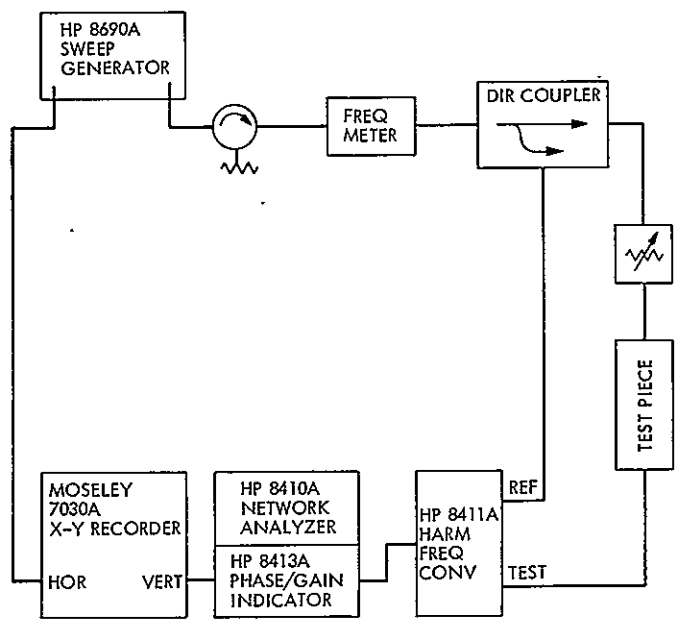 HP 8690A
SWEEP
GENERATOR
FREQ
METER
DIR COUPLER
TEST PIECE
MOSELEY
7030A
X-Y RECORDER
HOR
VERT
HP 8410A
NETWORK
ANALYZER
HP 8413A
PHASE/GAIN
INDICATOR
HP 8411A
HARM
FREQ
CONV
REF
TEST